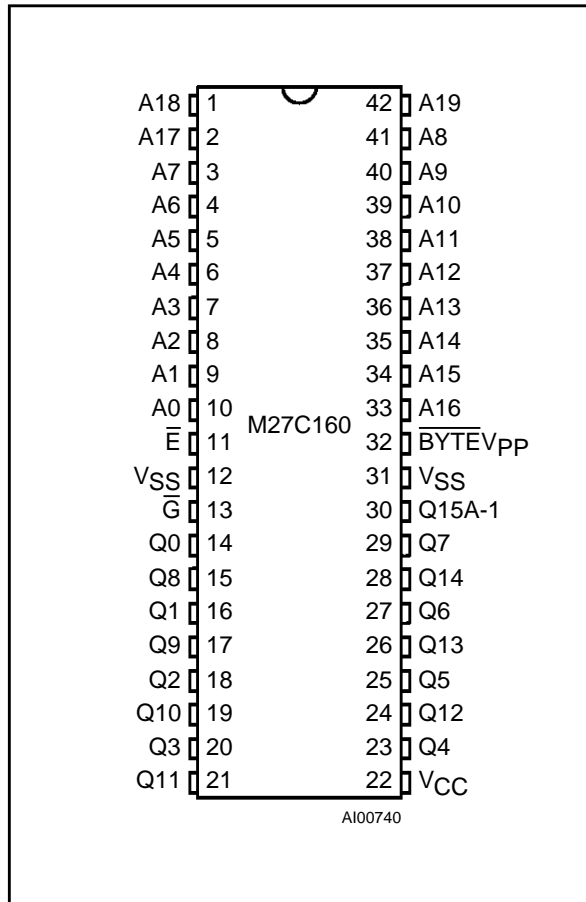 A18 1 42 A19
A17 2 41 A8
A7 3 40 A9
A6 4 39 A10
A5 5 38 A11
A4 6 37 A12
A3 7 36 A13
A2 8 35 A14
A1 9 34 A15
A0 10 33 A16
M27C160
E̅ 11 32 B̅Y̅T̅E̅VPP
VSS 12 31 VSS
G̅ 13 30 Q15A-1
Q0 14 29 Q7
Q8 15 28 Q14
Q1 16 27 Q6
Q9 17 26 Q13
Q2 18 25 Q5
Q10 19 24 Q12
Q3 20 23 Q4
Q11 21 22 VCC
AI00740